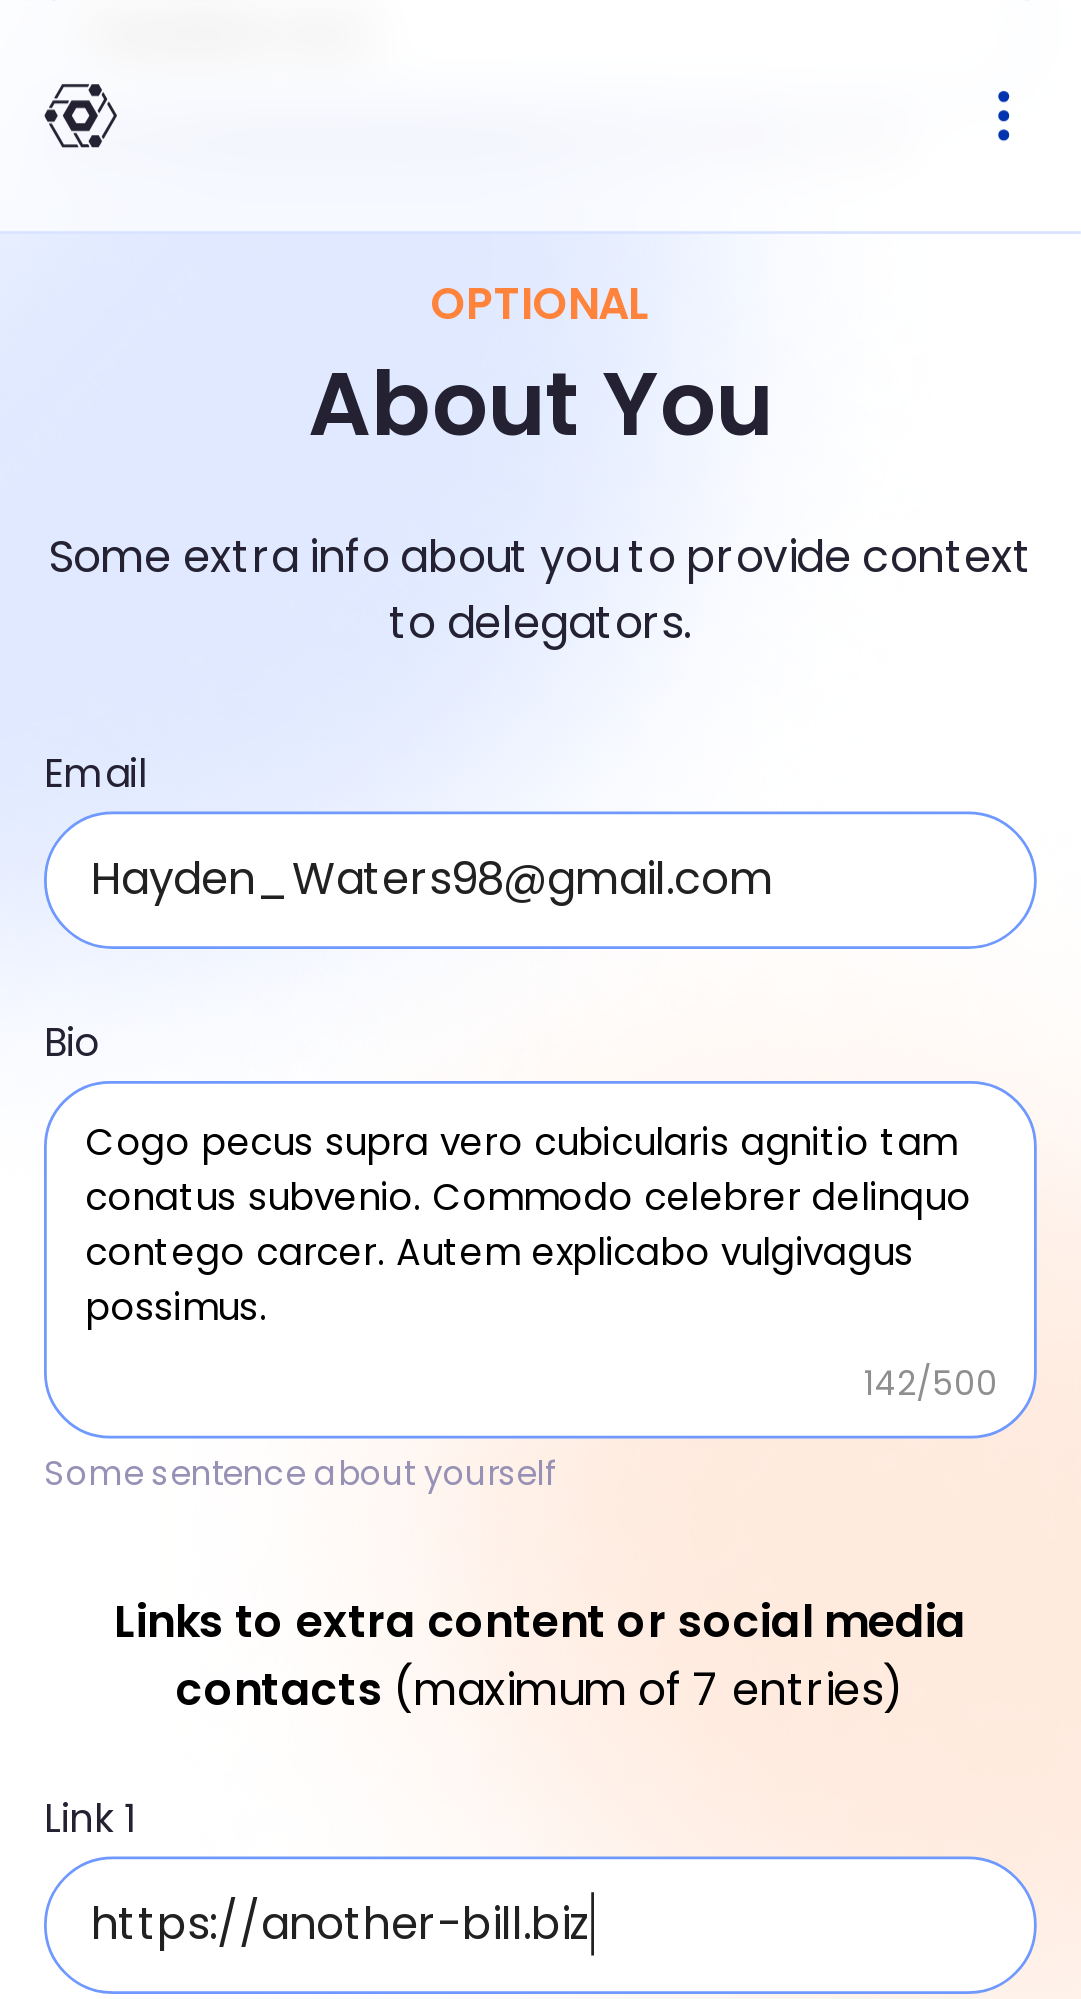 OPTIONAL
About You
Some extra info about you to provide context
to delegators.
Email
Hayden_Waters98@gmail.com
Bio
Cogo pecus supra vero cubicularis agnitio tam
conatus subvenio. Commodo celebrer delinquo
contego carcer. Autem explicabo vulgivagus
possimus.
142/500
Some sentence about yourself
Links to extra content or social media
contacts (maximum of 7 entries)
Link 1
https://another-bill.biz